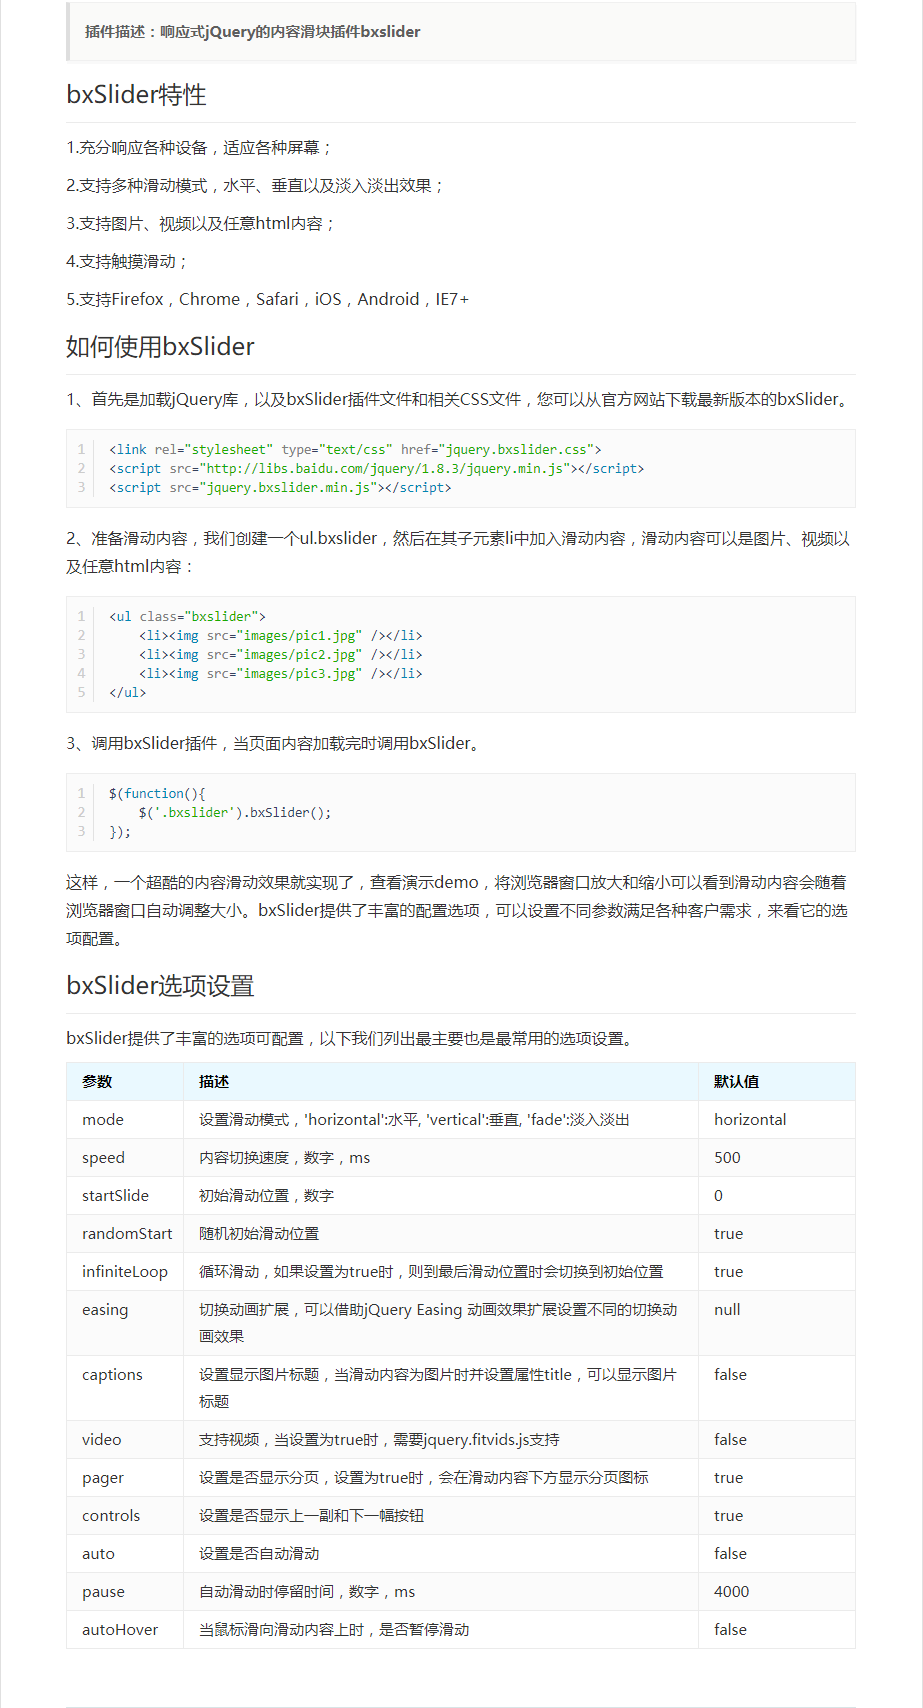 插件描述：响应式jQuery的内容滑块插件bxslider
bxSlider特性
1.充分响应各种设备，适应各种屏幕；
2.支持多种滑动模式，水平、垂直以及淡入淡出效果；
3.支持图片、视频以及任意html内容；
4.支持触摸滑动；
5.支持Firefox，Chrome，Safari，iOS，Android，IE7+
如何使用bxSlider
1、首先是加载jQuery库，以及bxSlider插件文件和相关CSS文件，您可以从官方网站下载最新版本的bxSlider。
1 <link rel="stylesheet" type="text/css" href="jquery.bxslider.css">
2 <script src="http://libs.baidu.com/jquery/1.8.3/jquery.min.js"></script>
3 <script src="jquery.bxslider.min.js"></script>
2、准备滑动内容，我们创建一个ul.bxslider，然后在其子元素li中加入滑动内容，滑动内容可以是图片、视频以
及任意html内容：
1 <ul class="bxslider">
2     <li><img src="images/pic1.jpg" /></li>
3     <li><img src="images/pic2.jpg" /></li>
4     <li><img src="images/pic3.jpg" /></li>
5 </ul>
3、调用bxSlider插件，当页面内容加载完时调用bxSlider。
1 $(function(){
2     $('.bxslider').bxSlider();
3 });
这样，一个超酷的内容滑动效果就实现了，查看演示demo，将浏览器窗口放大和缩小可以看到滑动内容会随着
浏览器窗口自动调整大小。bxSlider提供了丰富的配置选项，可以设置不同参数满足各种客户需求，来看它的选
项配置。
bxSlider选项设置
bxSlider提供了丰富的选项可配置，以下我们列出最主要也是最常用的选项设置。
参数 描述 默认值
mode 设置滑动模式，'horizontal':水平, 'vertical':垂直, 'fade':淡入淡出 horizontal
speed 内容切换速度，数字，ms 500
startSlide 初始滑动位置，数字 0
randomStart 随机初始滑动位置 true
infiniteLoop 循环滑动，如果设置为true时，则到最后滑动位置时会切换到初始位置 true
easing 切换动画扩展，可以借助jQuery Easing 动画效果扩展设置不同的切换动 null
画效果
captions 设置显示图片标题，当滑动内容为图片时并设置属性title，可以显示图片 false
标题
video 支持视频，当设置为true时，需要jquery.fitvids.js支持 false
pager 设置是否显示分页，设置为true时，会在滑动内容下方显示分页图标 true
controls 设置是否显示上一副和下一幅按钮 true
auto 设置是否自动滑动 false
pause 自动滑动时停留时间，数字，ms 4000
autoHover 当鼠标滑向滑动内容上时，是否暂停滑动 false